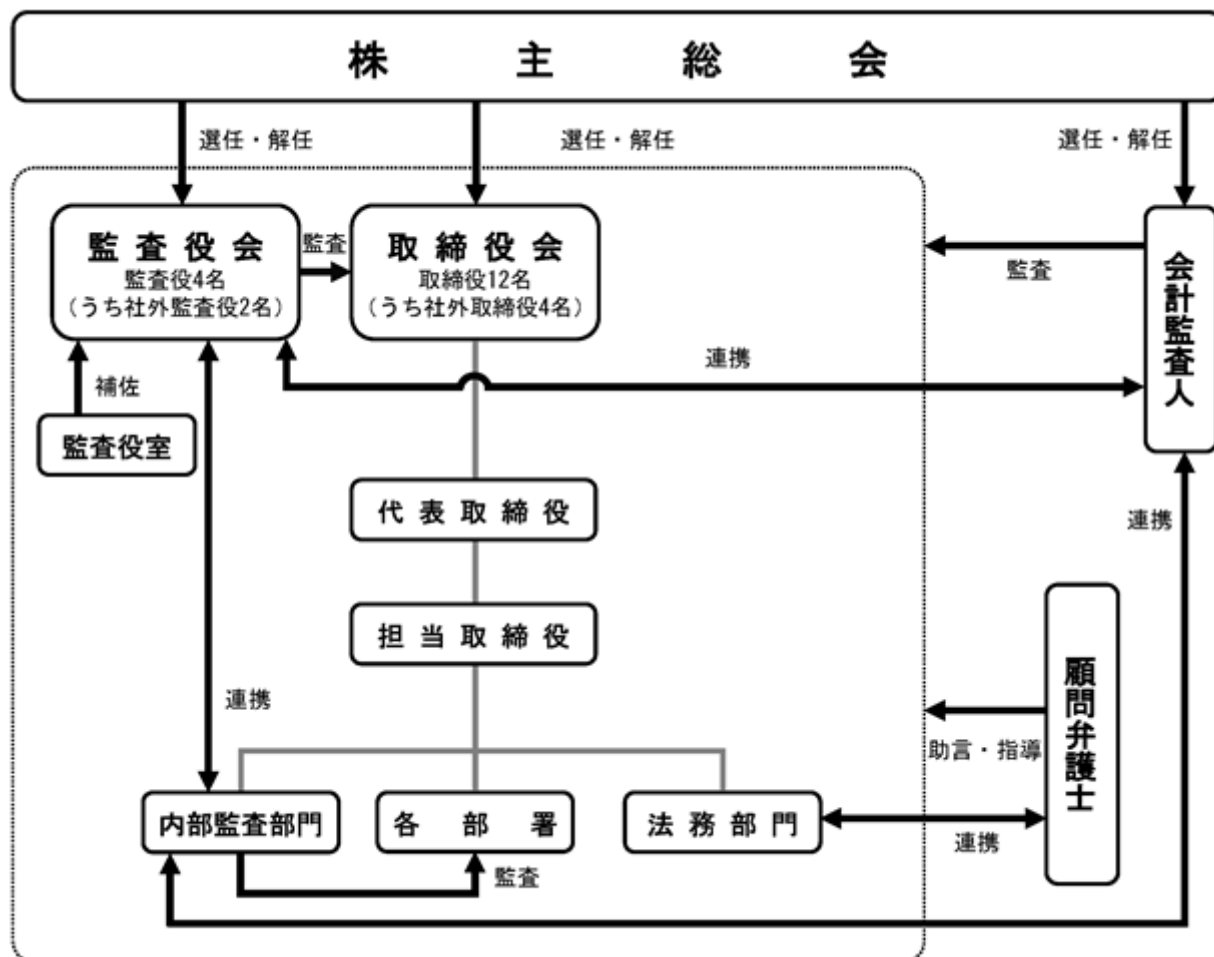 株主総会
選任・解任
選任・解任
選任・解任
監査役会
監査役4名
（うち社外監査役2名）
監査
取締役会
取締役12名
（うち社外取締役4名）
監査
会計監査人
連携
補佐
監査役室
代表取締役
連携
担当取締役
連携
顧問弁護士
助言・指導
内部監査部門
各部署
法務部門
連携
監査